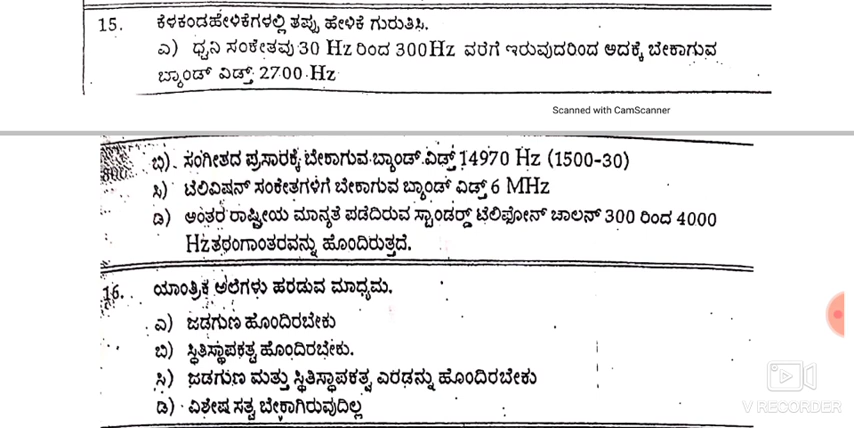 15. ಕೆಳಕಂಡಹೇಳಿಕೆಗಳಲ್ಲಿ ತಪ್ಪು ಹೇಳಿಕೆ ಗುರುತಿಸಿ.
ಎ) ಧ್ವನಿ ಸಂಕೇತವು 30 Hz ರಿಂದ 300Hz ವರೆಗೆ ಇರುವುದರಿಂದ ಅದಕ್ಕೆ ಬೇಕಾಗುವ
ಬ್ಯಾಂಡ್ ವಿಡ್ತ್ 2700 Hz
Scanned with CamScanner
ಬಿ) ಸಂಗೀತದ ಪ್ರಸಾರಕ್ಕೆ ಬೇಕಾಗುವ ಬ್ಯಾಂಡ್ ವಿಡ್ತ್ 14970 Hz (1500-30)
ಸಿ) ಟೆಲಿವಿಷನ್ ಸಂಕೇತಗಳಿಗೆ ಬೇಕಾಗುವ ಬ್ಯಾಂಡ್ ವಿಡ್ತ್ 6 MHz
ಡಿ) ಅಂತರ ರಾಷ್ಟ್ರೀಯ ಮಾನ್ಯತೆ ಪಡೆದಿರುವ ಸ್ಟಾಂಡರ್ಡ್ ಟೆಲಿಫೋನ್ ಚಾಲನ್ 300 ರಿಂದ 4000
Hz ತರಂಗಾಂತರವನ್ನು ಹೊಂದಿರುತ್ತದೆ.
16. ಯಾಂತ್ರಿಕ ಅಲೆಗಳು ಹರಡುವ ಮಾಧ್ಯಮ.
ಎ) ಜಡಗುಣ ಹೊಂದಿರಬೇಕು
ಬಿ) ಸ್ಥಿತಿಸ್ಥಾಪಕತ್ವ ಹೊಂದಿರಬೇಕು.
ಸಿ) ಜಡಗುಣ ಮತ್ತು ಸ್ಥಿತಿಸ್ಥಾಪಕತ್ವ ಎರಡನ್ನು ಹೊಂದಿರಬೇಕು
ಡಿ) ವಿಶೇಷ ಸತ್ವ ಬೇಕಾಗಿರುವುದಿಲ್ಲ
V RECORDER